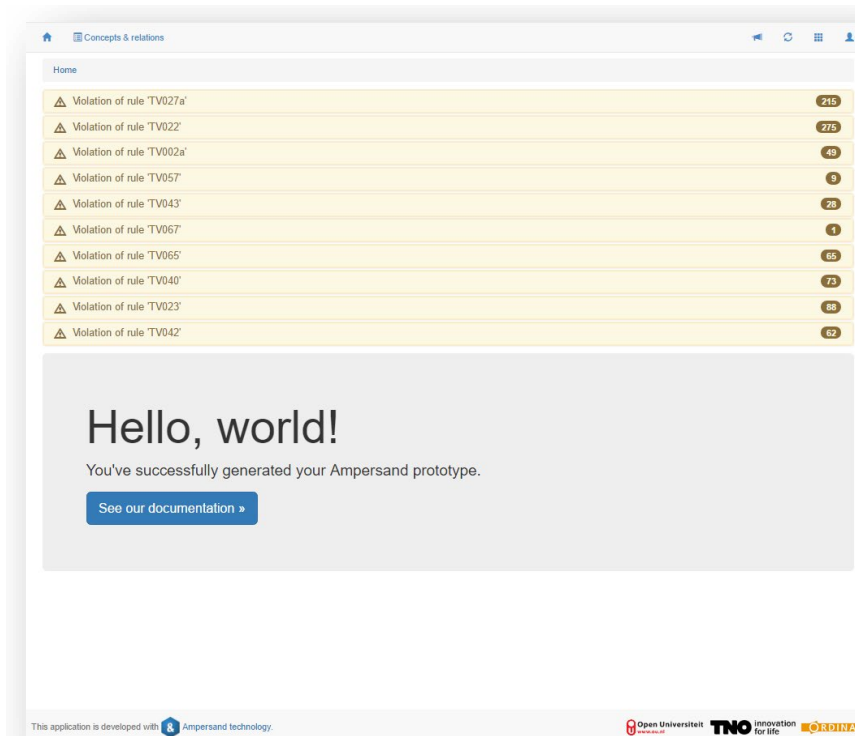 Concepts & relations
Home
Violation of rule 'TV027a' 215
Violation of rule 'TV022' 275
Violation of rule 'TV002a' 49
Violation of rule 'TV057' 9
Violation of rule 'TV043' 28
Violation of rule 'TV067' 1
Violation of rule 'TV065' 65
Violation of rule 'TV040' 73
Violation of rule 'TV023' 88
Violation of rule 'TV042' 62
Hello, world!
You've successfully generated your Ampersand prototype.
See our documentation »
This application is developed with & Ampersand technology.
Open Universiteit
www.ou.nl
TNO innovation
for life
ORDINA